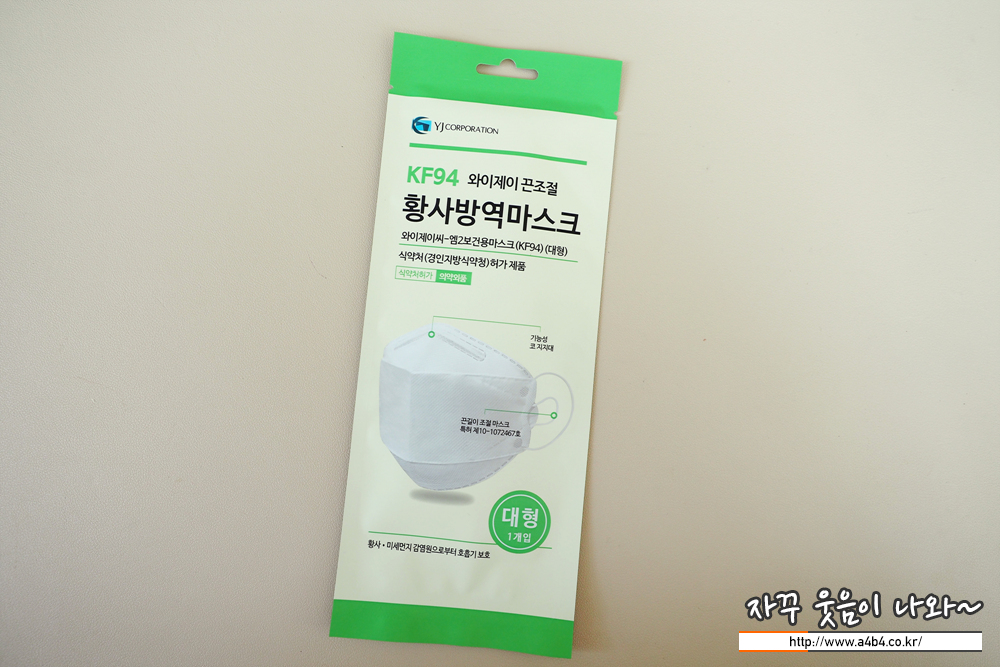 YJ CORPORATION
KF94 와이제이 끈조절
황사방역마스크
와이제이씨-엠2보건용마스크(KF94) (대형)
식약처(경인지방식약청)허가 제품
식약처허가 의약외품
기능성
코 지지대
끈길이 조절 마스크
특허 제10-1072467호
대형
1개입
황사·미세먼지 감염원으로부터 호흡기 보호
자꾸 웃음이 나와~
http://www.a4b4.co.kr/